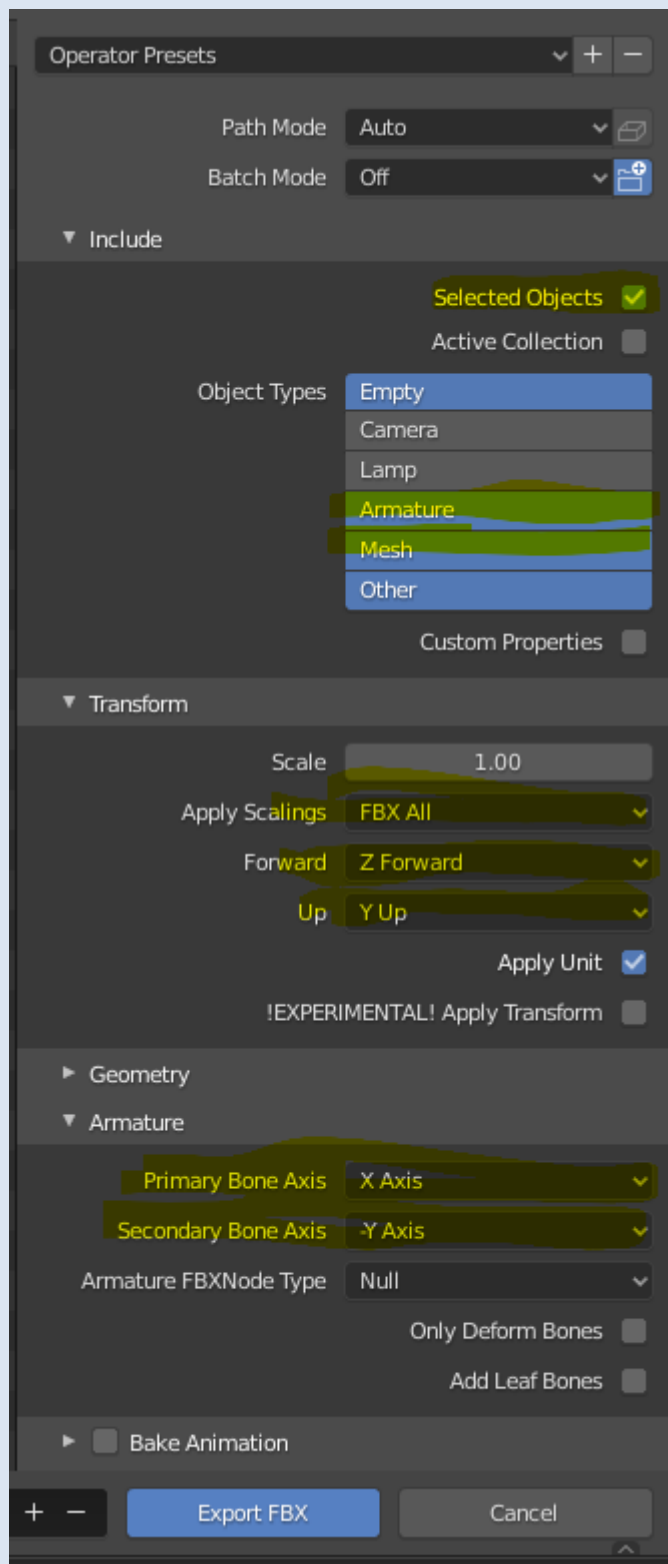 Operator Presets + −
Path Mode Auto
Batch Mode Off
Include
Selected Objects
Active Collection
Object Types Empty
Camera
Lamp
Armature
Mesh
Other
Custom Properties
Transform
Scale 1.00
Apply Scalings FBX All
Forward Z Forward
Up Y Up
Apply Unit
!EXPERIMENTAL! Apply Transform
Geometry
Armature
Primary Bone Axis X Axis
Secondary Bone Axis -Y Axis
Armature FBXNode Type Null
Only Deform Bones
Add Leaf Bones
Bake Animation
+ − Export FBX Cancel